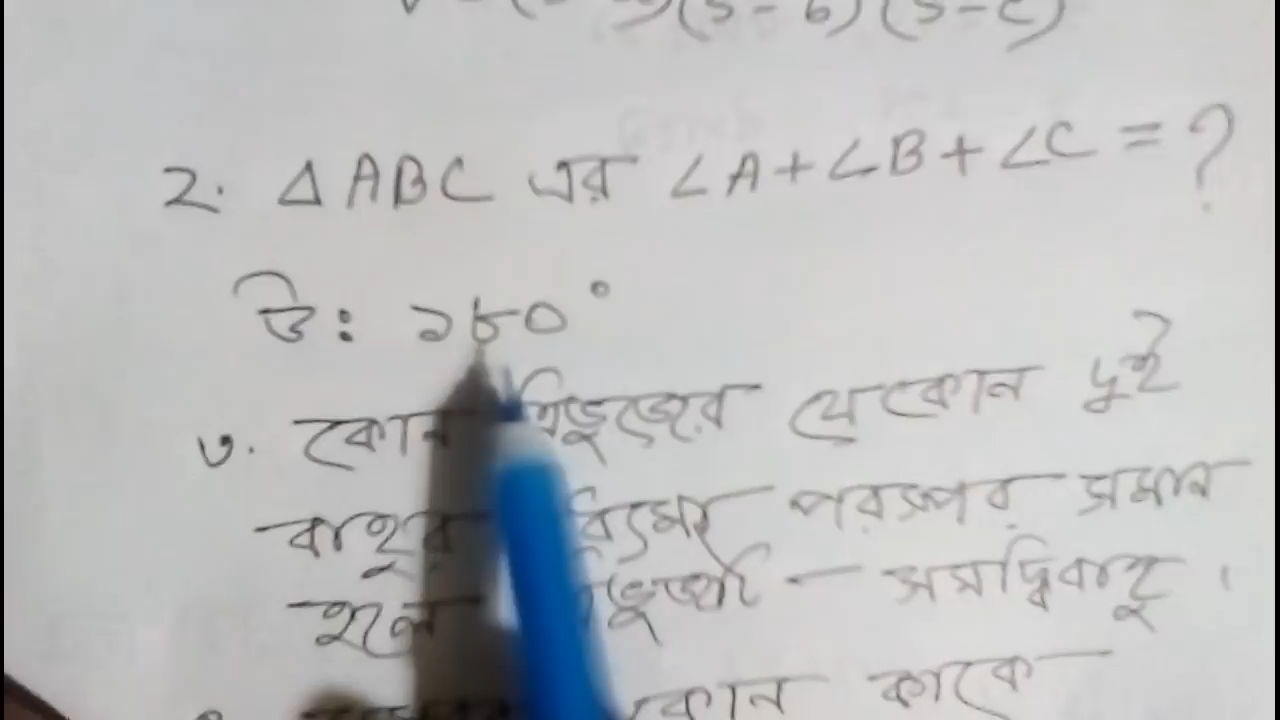 (s-b)(s-c)
2. Δ ABC এর ∠A+∠B+∠C = ?
উ: ১৮০°
৩. কোন ত্রিভুজের যেকোন দুই
বাহুর পরস্পর সমান
হলে ত্রিভুজটি — সমদ্বিবাহু।
কোন কাকে